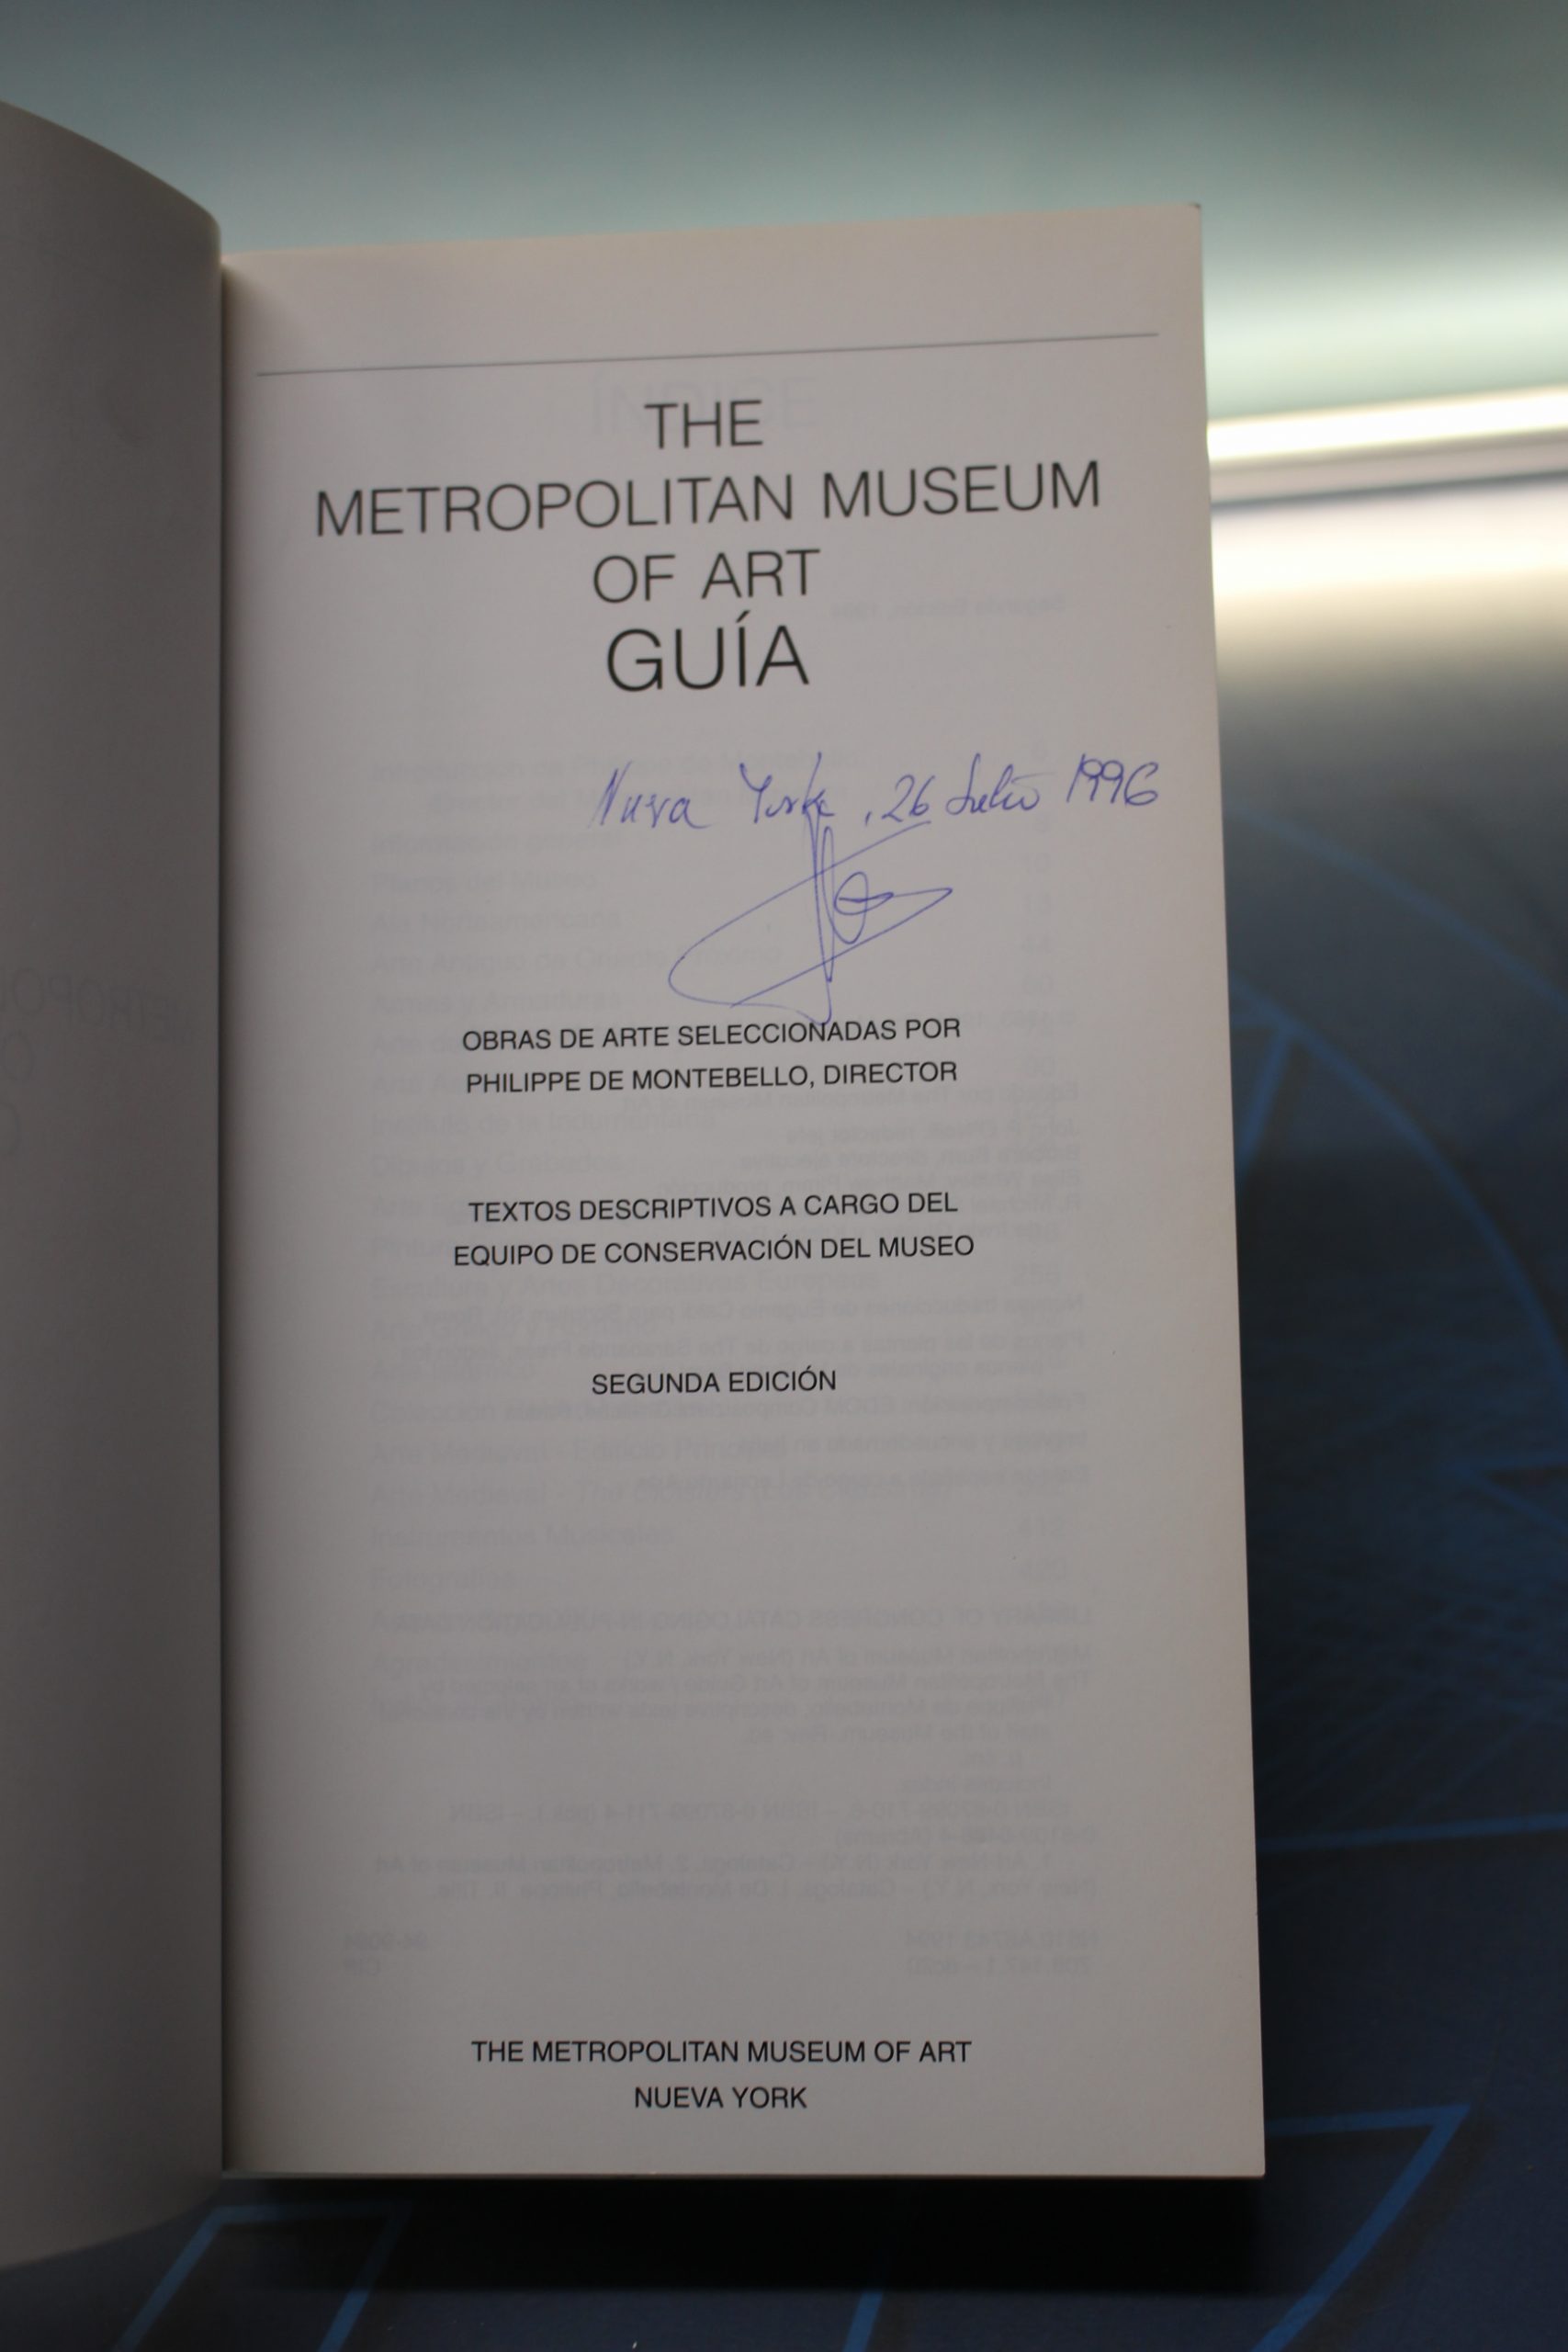 THE
METROPOLITAN MUSEUM
OF ART
GUÍA
Nueva York, 26 Julio 1996
OBRAS DE ARTE SELECCIONADAS POR
PHILIPPE DE MONTEBELLO, DIRECTOR
TEXTOS DESCRIPTIVOS A CARGO DEL
EQUIPO DE CONSERVACIÓN DEL MUSEO
SEGUNDA EDICIÓN
THE METROPOLITAN MUSEUM OF ART
NUEVA YORK